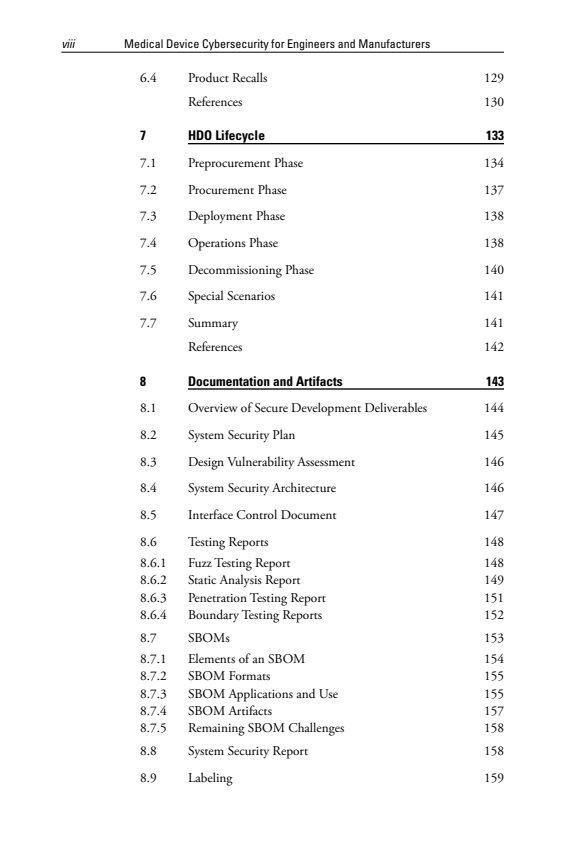 viii Medical Device Cybersecurity for Engineers and Manufacturers
6.4 Product Recalls 129
References 130
7 HDO Lifecycle 133
7.1 Preprocurement Phase 134
7.2 Procurement Phase 137
7.3 Deployment Phase 138
7.4 Operations Phase 138
7.5 Decommissioning Phase 140
7.6 Special Scenarios 141
7.7 Summary 141
References 142
8 Documentation and Artifacts 143
8.1 Overview of Secure Development Deliverables 144
8.2 System Security Plan 145
8.3 Design Vulnerability Assessment 146
8.4 System Security Architecture 146
8.5 Interface Control Document 147
8.6 Testing Reports 148
8.6.1 Fuzz Testing Report 148
8.6.2 Static Analysis Report 149
8.6.3 Penetration Testing Report 151
8.6.4 Boundary Testing Reports 152
8.7 SBOMs 153
8.7.1 Elements of an SBOM 154
8.7.2 SBOM Formats 155
8.7.3 SBOM Applications and Use 155
8.7.4 SBOM Artifacts 157
8.7.5 Remaining SBOM Challenges 158
8.8 System Security Report 158
8.9 Labeling 159